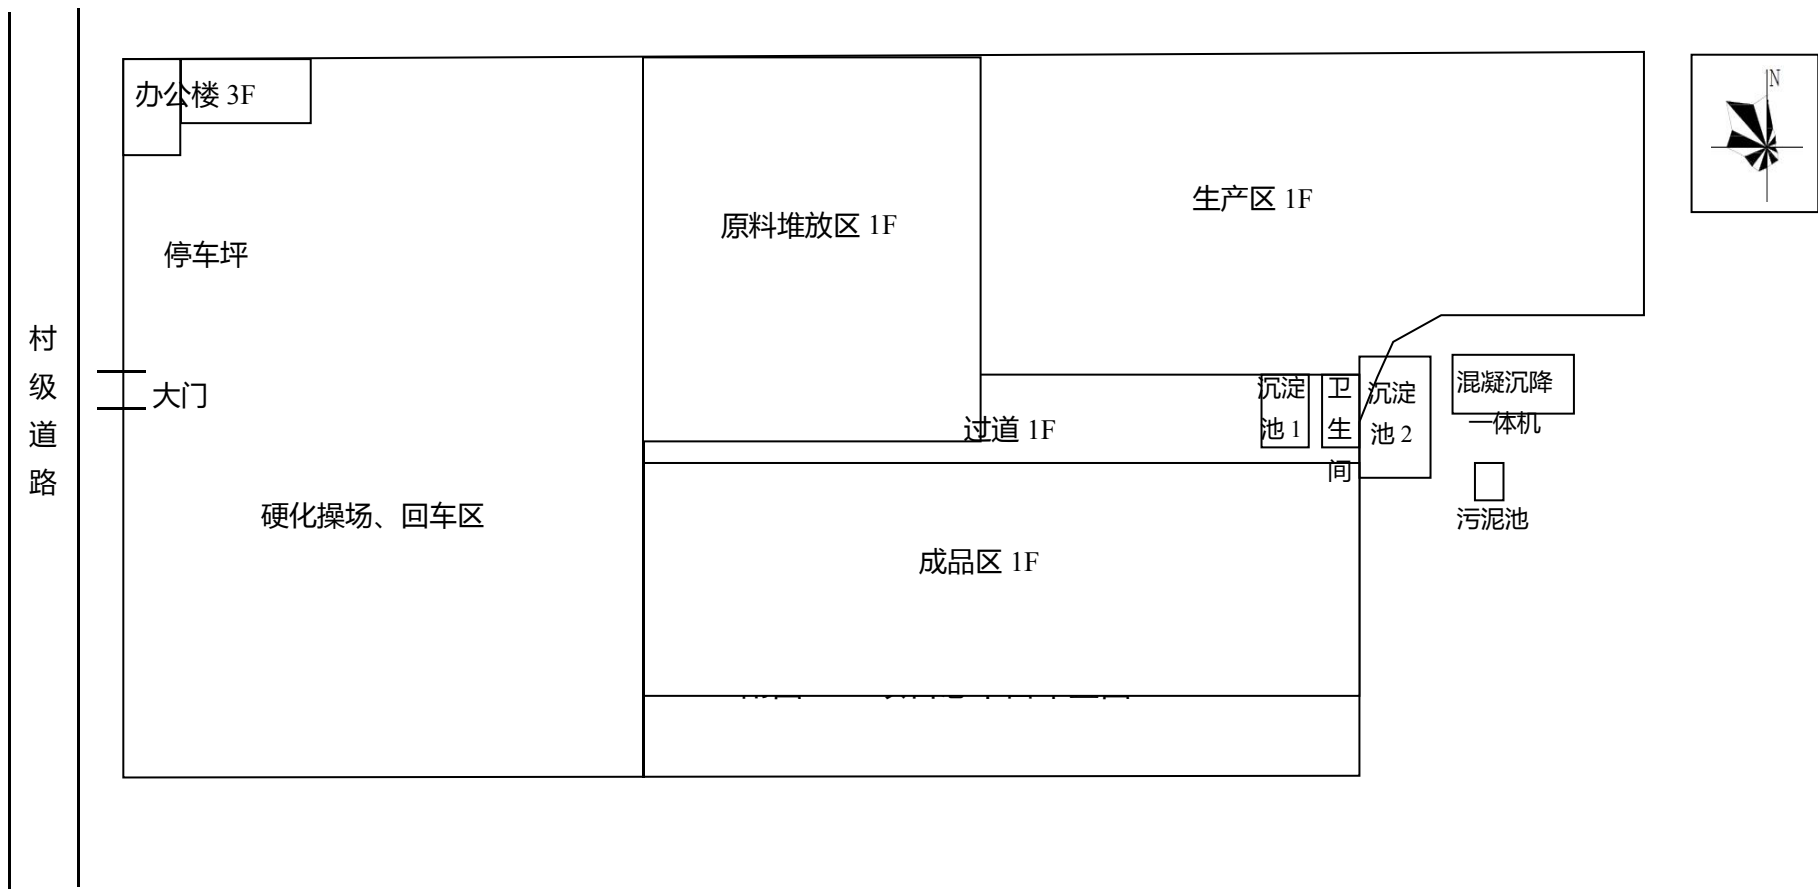 N
办公楼 3F
生产区 1F
原料堆放区 1F
停车坪
村
级
道
路
大门
过道 1F
沉淀
池 1
卫
生
间
沉淀
池 2
混凝沉降
一体机
污泥池
硬化操场、回车区
成品区 1F